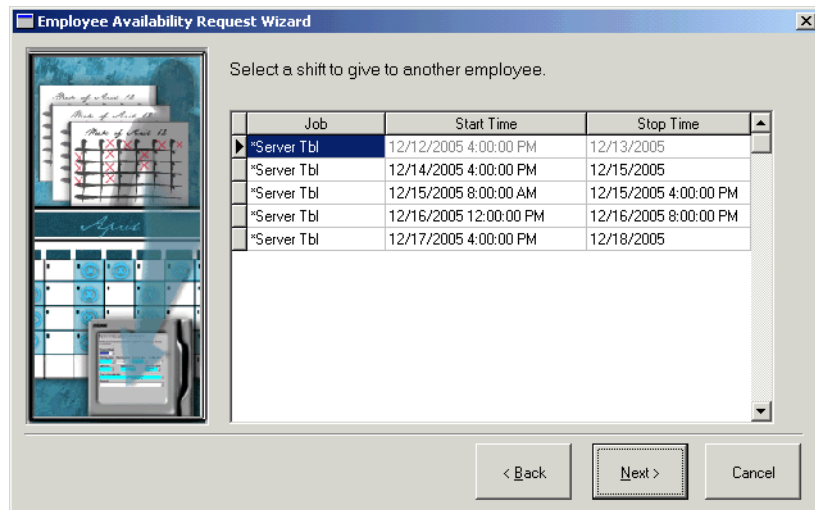 Employee Availability Request Wizard
Select a shift to give to another employee.
Job Start Time Stop Time
*Server Tbl 12/12/2005 4:00:00 PM 12/13/2005
*Server Tbl 12/14/2005 4:00:00 PM 12/15/2005
*Server Tbl 12/15/2005 8:00:00 AM 12/15/2005 4:00:00 PM
*Server Tbl 12/16/2005 12:00:00 PM 12/16/2005 8:00:00 PM
*Server Tbl 12/17/2005 4:00:00 PM 12/18/2005
April
< Back Next > Cancel